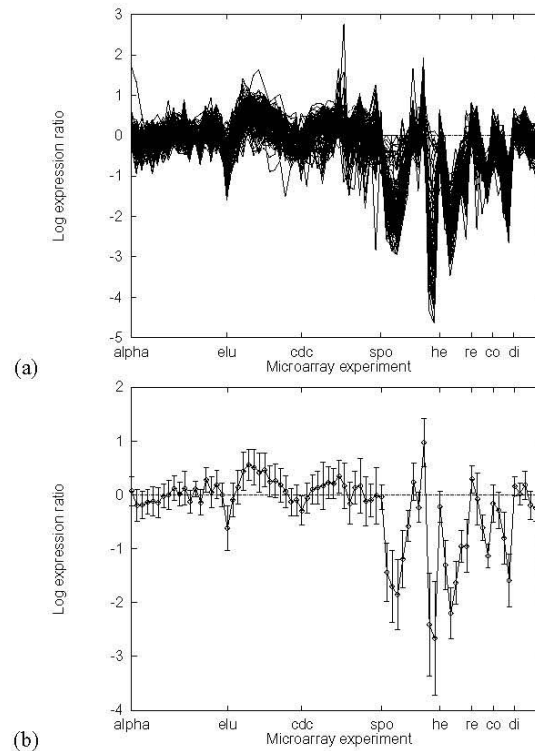 3
2
1
0
-1
-2
-3
-4
-5
Log expression ratio
alpha elu cdc spo he re co di
Microarray experiment
(a)
2
1
0
-1
-2
-3
-4
Log expression ratio
alpha elu cdc spo he re co di
Microarray experiment
(b)